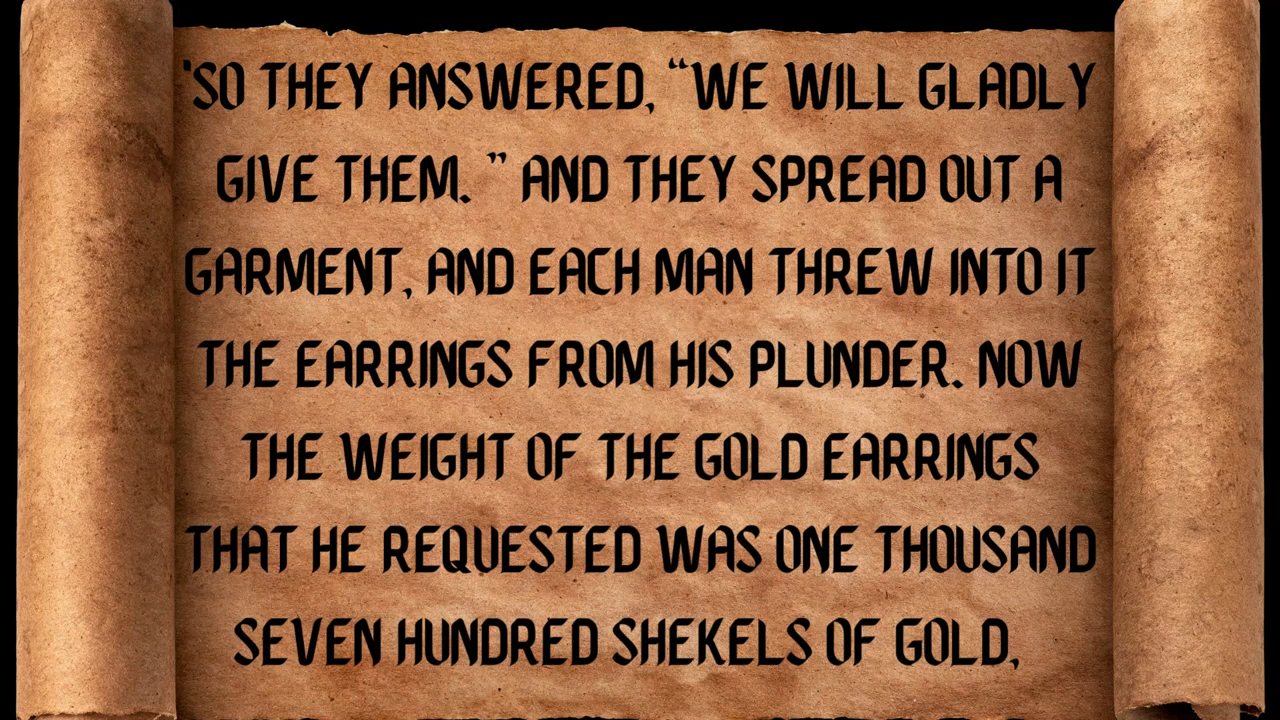 'SO THEY ANSWERED, “WE WILL GLADLY
GIVE THEM. ” AND THEY SPREAD OUT A
GARMENT, AND EACH MAN THREW INTO IT
THE EARRINGS FROM HIS PLUNDER. NOW
THE WEIGHT OF THE GOLD EARRINGS
THAT HE REQUESTED WAS ONE THOUSAND
SEVEN HUNDRED SHEKELS OF GOLD,